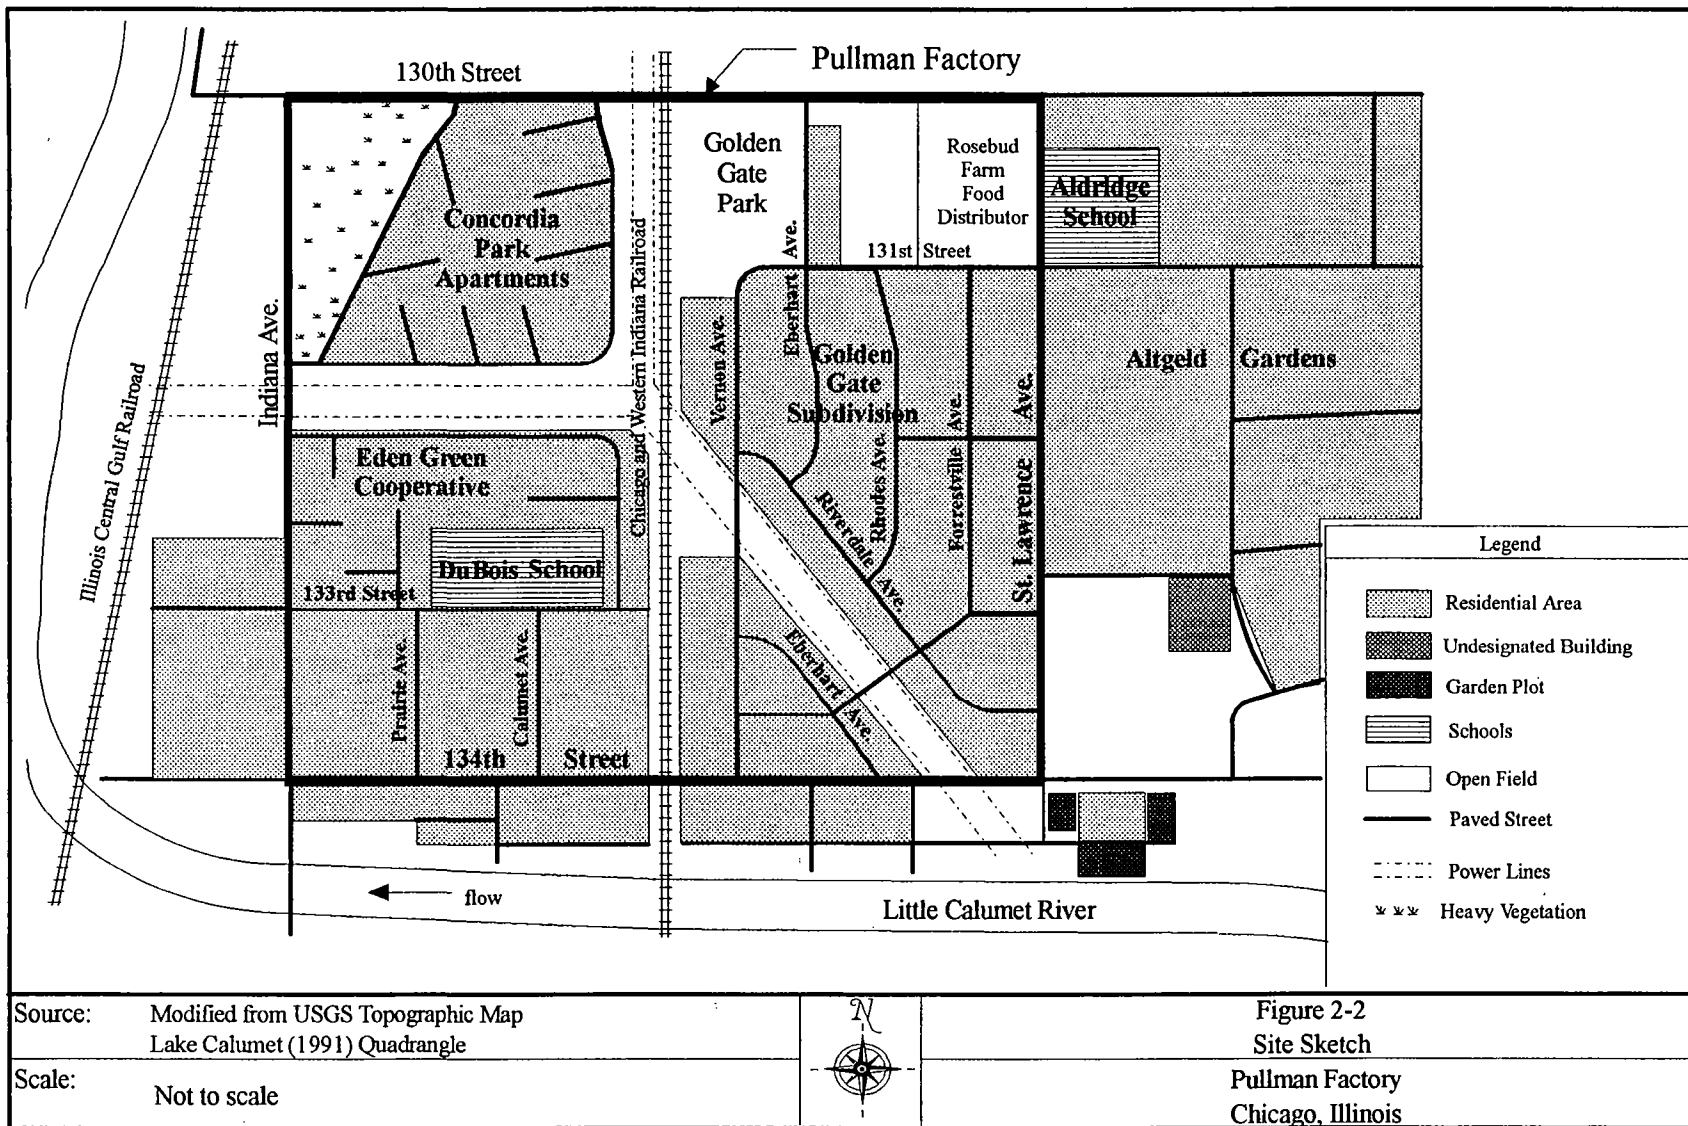 Pullman Factory
130th Street
Golden
Gate
Park
Rosebud
Farm
Food
Distributor
Aldridge
School
Concordia
Park
Apartments
131st Street
Eberhart Ave.
Indiana Ave.
Illinois Central Gulf Railroad
Chicago and Western Indiana Railroad
Vernon Ave.
Golden
Gate
Subdivision
Altgeld Gardens
Rhodes Ave.
Forrestville Ave.
St. Lawrence Ave.
Eden Green
Cooperative
Riverdale Ave.
DuBois School
133rd Street
Prairie Ave.
Calumet Ave.
Eberhart Ave.
134th Street
flow
Little Calumet River
Legend
Residential Area
Undesignated Building
Garden Plot
Schools
Open Field
Paved Street
Power Lines
Heavy Vegetation
Source: Modified from USGS Topographic Map
Lake Calumet (1991) Quadrangle
Scale: Not to scale
N
Figure 2-2
Site Sketch
Pullman Factory
Chicago, Illinois